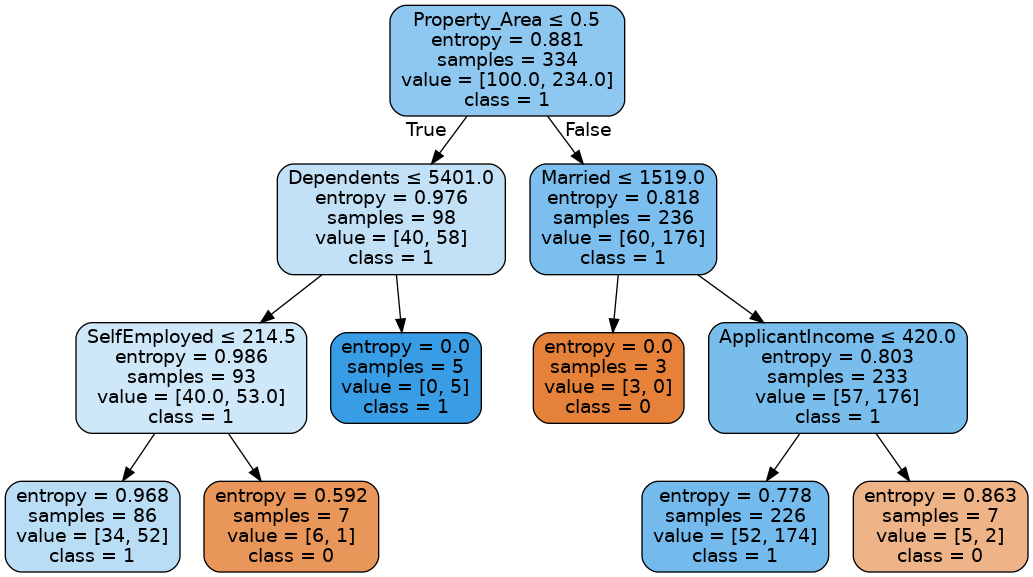 Property_Area ≤ 0.5
entropy = 0.881
samples = 334
value = [100.0, 234.0]
class = 1
True
False
Dependents ≤ 5401.0
entropy = 0.976
samples = 98
value = [40, 58]
class = 1
Married ≤ 1519.0
entropy = 0.818
samples = 236
value = [60, 176]
class = 1
SelfEmployed ≤ 214.5
entropy = 0.986
samples = 93
value = [40.0, 53.0]
class = 1
entropy = 0.0
samples = 5
value = [0, 5]
class = 1
entropy = 0.0
samples = 3
value = [3, 0]
class = 0
ApplicantIncome ≤ 420.0
entropy = 0.803
samples = 233
value = [57, 176]
class = 1
entropy = 0.968
samples = 86
value = [34, 52]
class = 1
entropy = 0.592
samples = 7
value = [6, 1]
class = 0
entropy = 0.778
samples = 226
value = [52, 174]
class = 1
entropy = 0.863
samples = 7
value = [5, 2]
class = 0